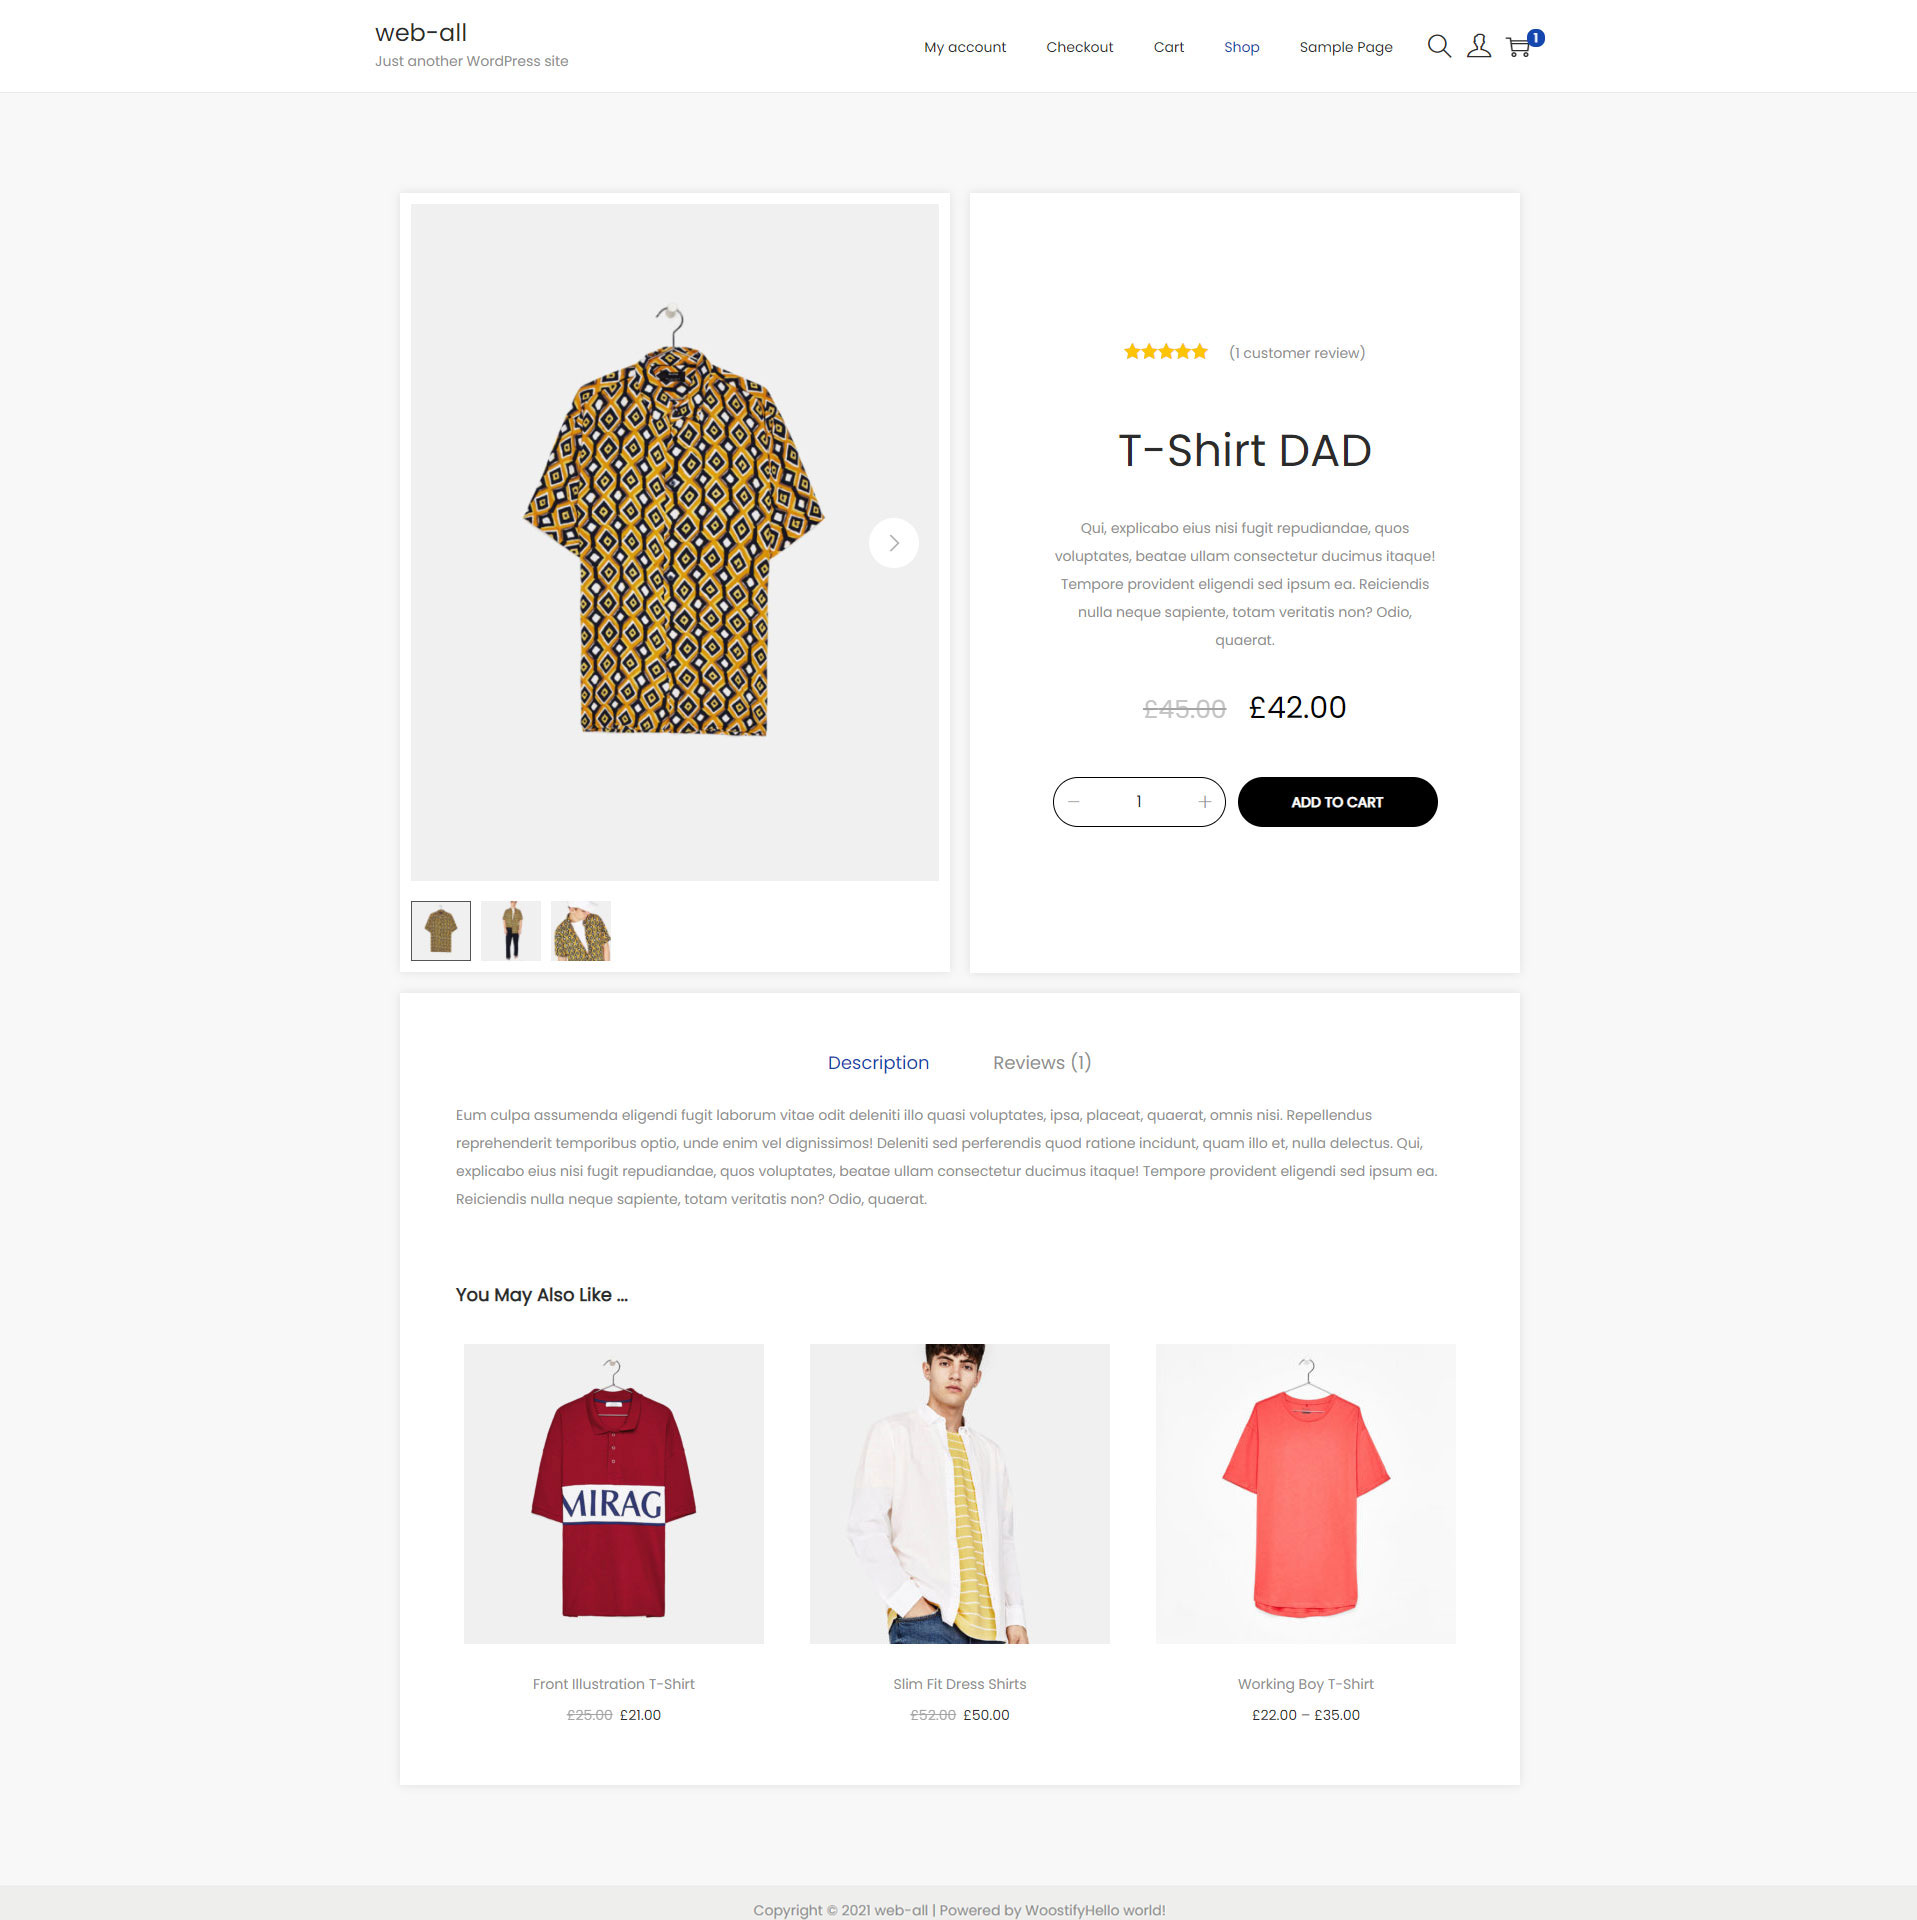 web-all
Just another WordPress site
My account
Checkout
Cart
Shop
Sample Page
1
(1 customer review)
T-Shirt DAD
Qui, explicabo eius nisi fugit repudiandae, quos
voluptates, beatae ullam consectetur ducimus itaque!
Tempore provident eligendi sed ipsum ea. Reiciendis
nulla neque sapiente, totam veritatis non? Odio,
quaerat.
£45.00 £42.00
1
ADD TO CART
Description
Reviews (1)
Eum culpa assumenda eligendi fugit laborum vitae odit deleniti illo quasi voluptates, ipsa, placeat, quaerat, omnis nisi. Repellendus
reprehenderit temporibus optio, unde enim vel dignissimos! Deleniti sed perferendis quod ratione incidunt, quam illo et, nulla delectus. Qui,
explicabo eius nisi fugit repudiandae, quos voluptates, beatae ullam consectetur ducimus itaque! Tempore provident eligendi sed ipsum ea.
Reiciendis nulla neque sapiente, totam veritatis non? Odio, quaerat.
You May Also Like ...
MIRAG
Front Illustration T-Shirt
£25.00 £21.00
Slim Fit Dress Shirts
£52.00 £50.00
Working Boy T-Shirt
£22.00 – £35.00
Copyright © 2021 web-all | Powered by WoostifyHello world!